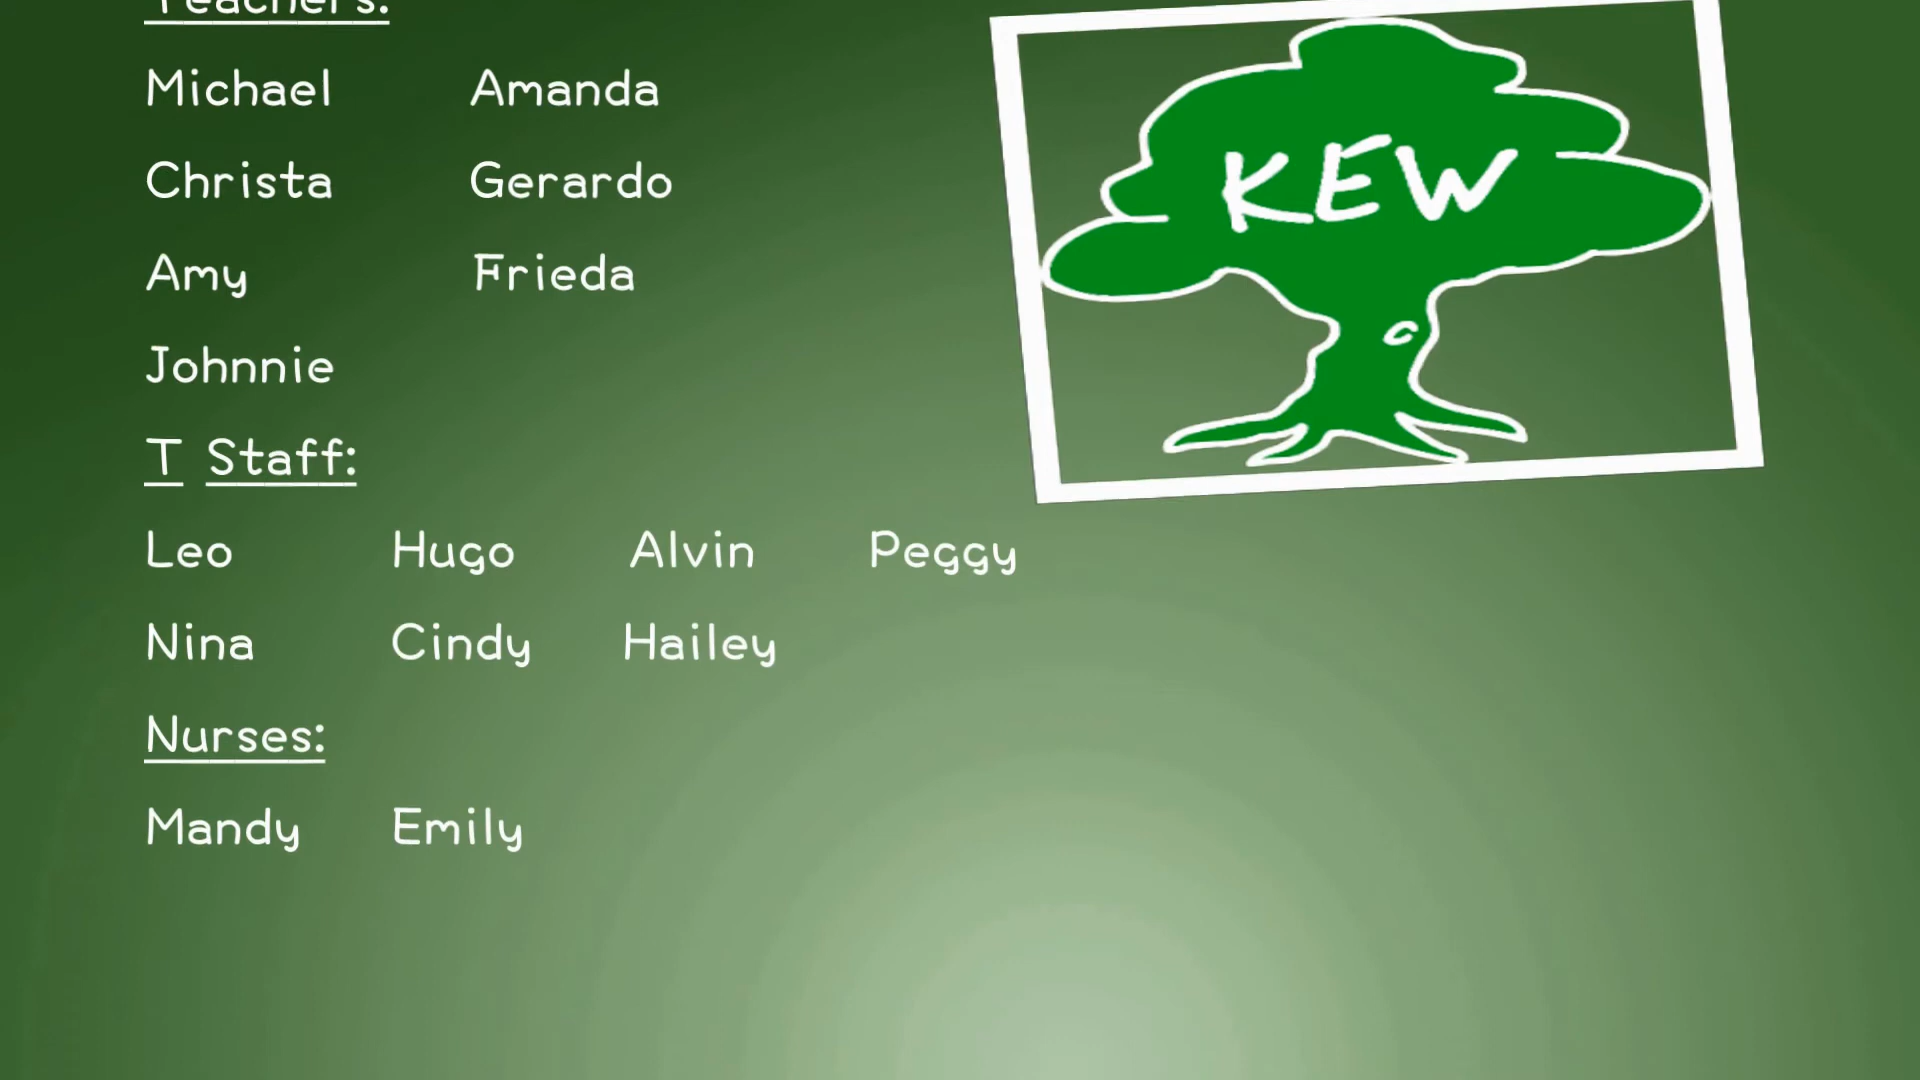 Teachers:
Michael Amanda
Christa Gerardo
Amy Frieda
Johnnie
T Staff:
Leo Hugo Alvin Peggy
Nina Cindy Hailey
Nurses:
Mandy Emily
KEW